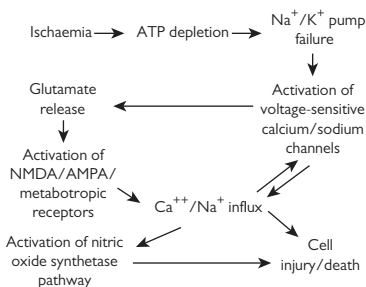 Ischaemia
ATP depletion
Na⁺/K⁺ pump
failure
Glutamate
release
Activation of
voltage-sensitive
calcium/sodium
channels
Activation of
NMDA/AMPA/
metabotropic
receptors
Ca⁺⁺/Na⁺ influx
Activation of nitric
oxide synthetase
pathway
Cell
injury/death